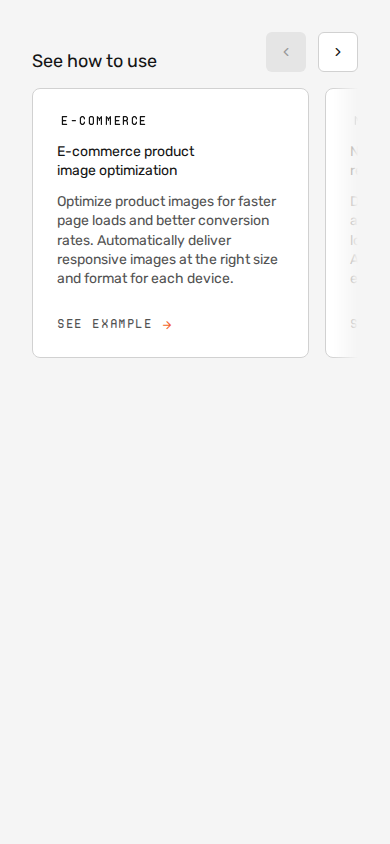 See how to use
E-COMMERCE
E-commerce product
image optimization
Optimize product images for faster
page loads and better conversion
rates. Automatically deliver
responsive images at the right size
and format for each device.
SEE EXAMPLE →